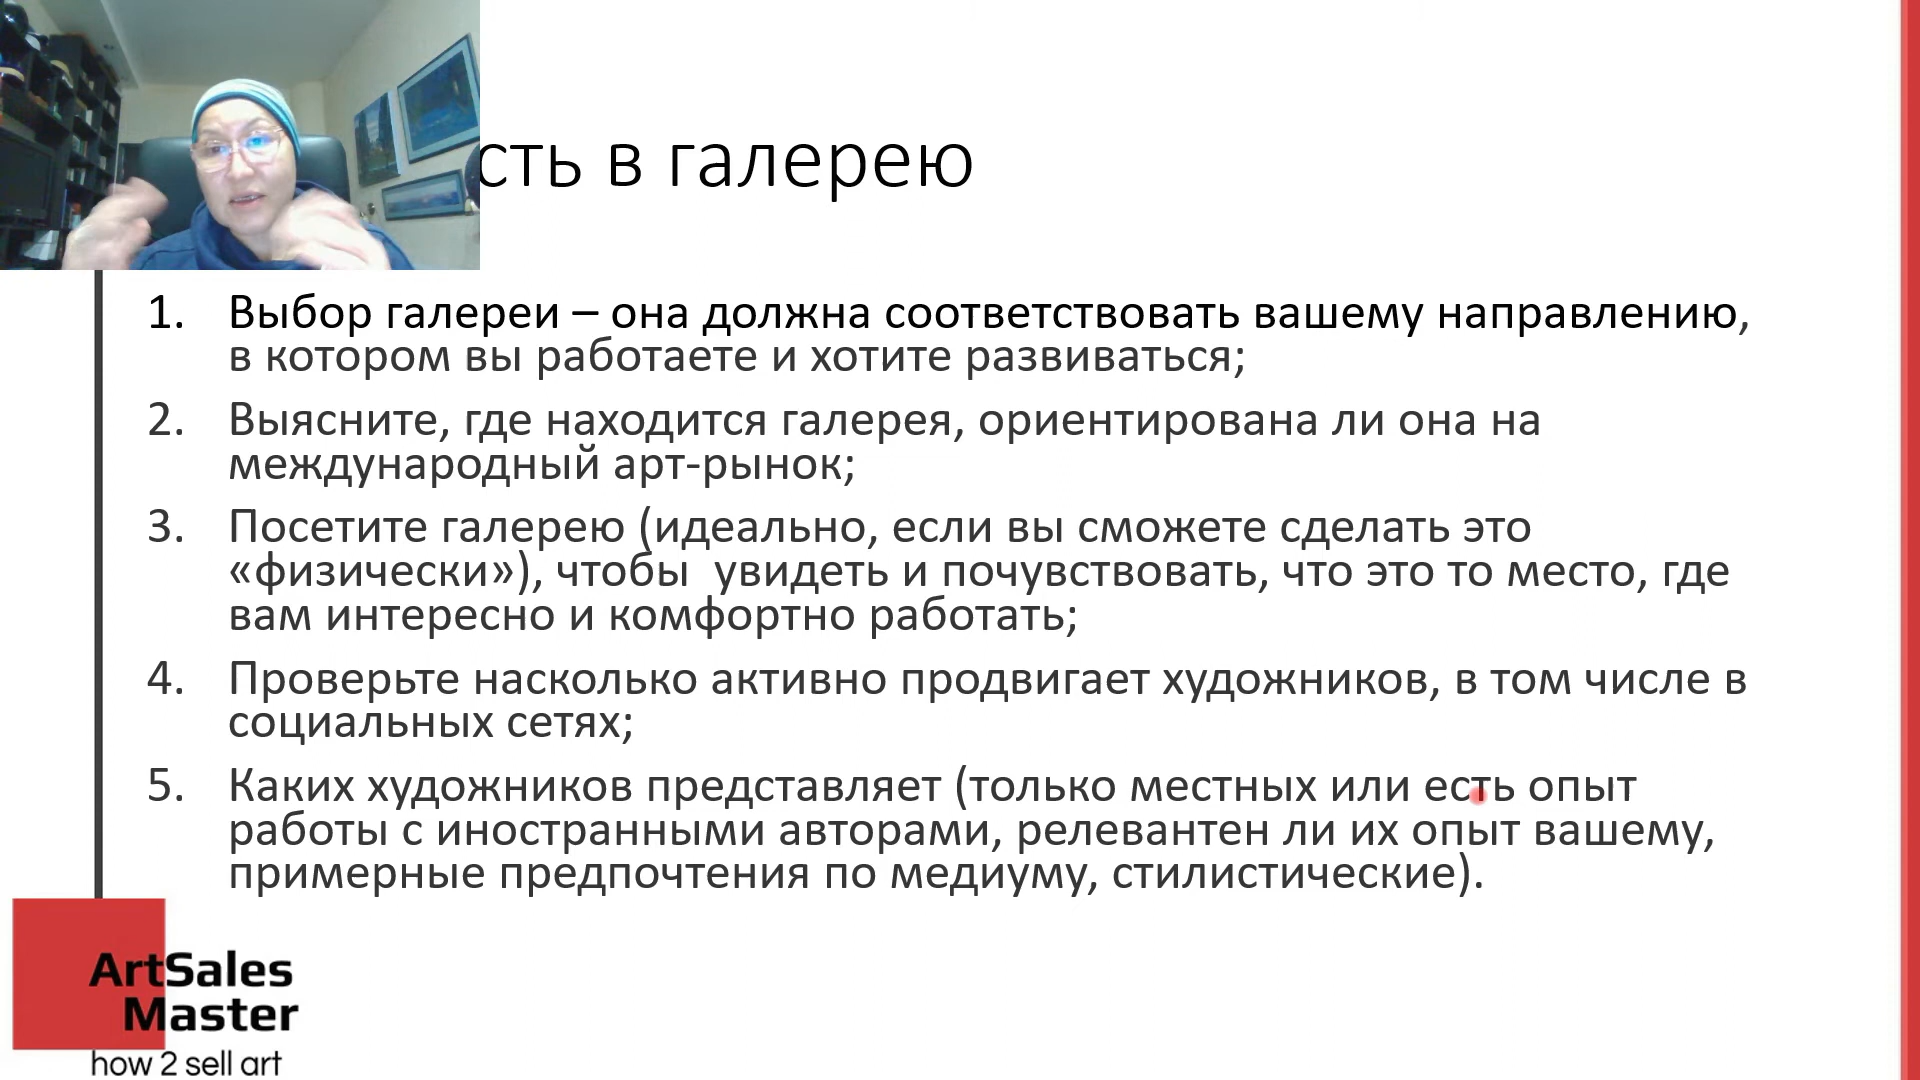 сть в галерею
1. Выбор галереи – она должна соответствовать вашему направлению,
в котором вы работаете и хотите развиваться;
2. Выясните, где находится галерея, ориентирована ли она на
международный арт-рынок;
3. Посетите галерею (идеально, если вы сможете сделать это
«физически»), чтобы  увидеть и почувствовать, что это то место, где
вам интересно и комфортно работать;
4. Проверьте насколько активно продвигает художников, в том числе в
социальных сетях;
5. Каких художников представляет (только местных или есть опыт
работы с иностранными авторами, релевантен ли их опыт вашему,
примерные предпочтения по медиуму, стилистические).
ArtSales
Master
how 2 sell art